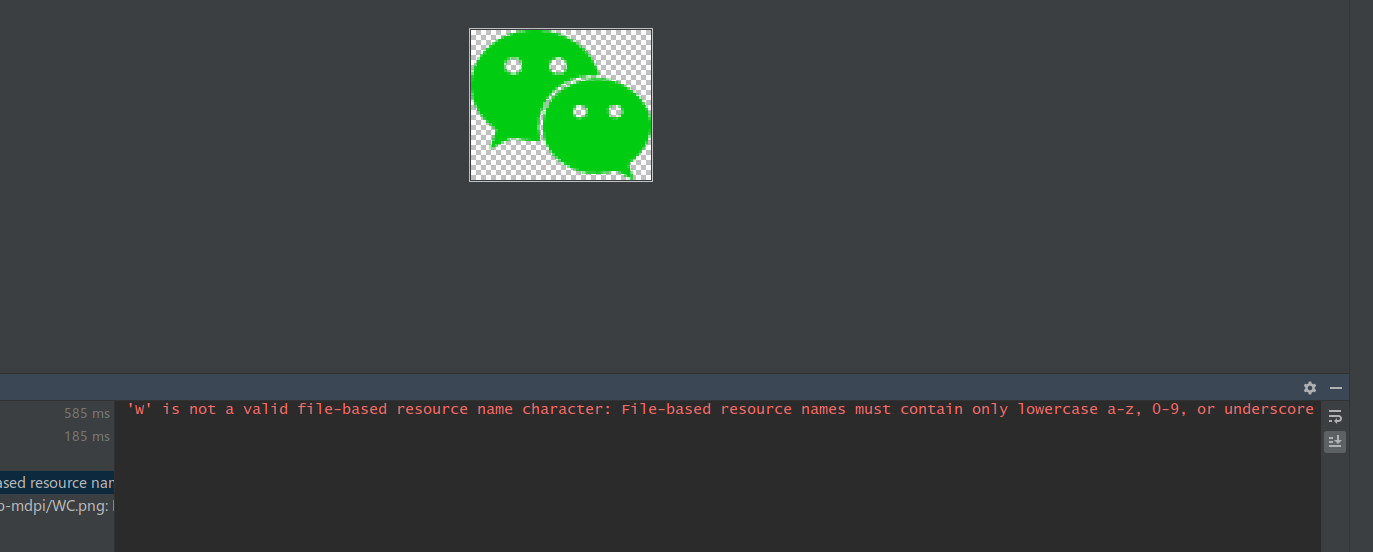 585 ms
'W' is not a valid file-based resource name character: File-based resource names must contain only lowercase a-z, 0-9, or underscore
185 ms
ased resource nar
p-mdpi/WC.png: